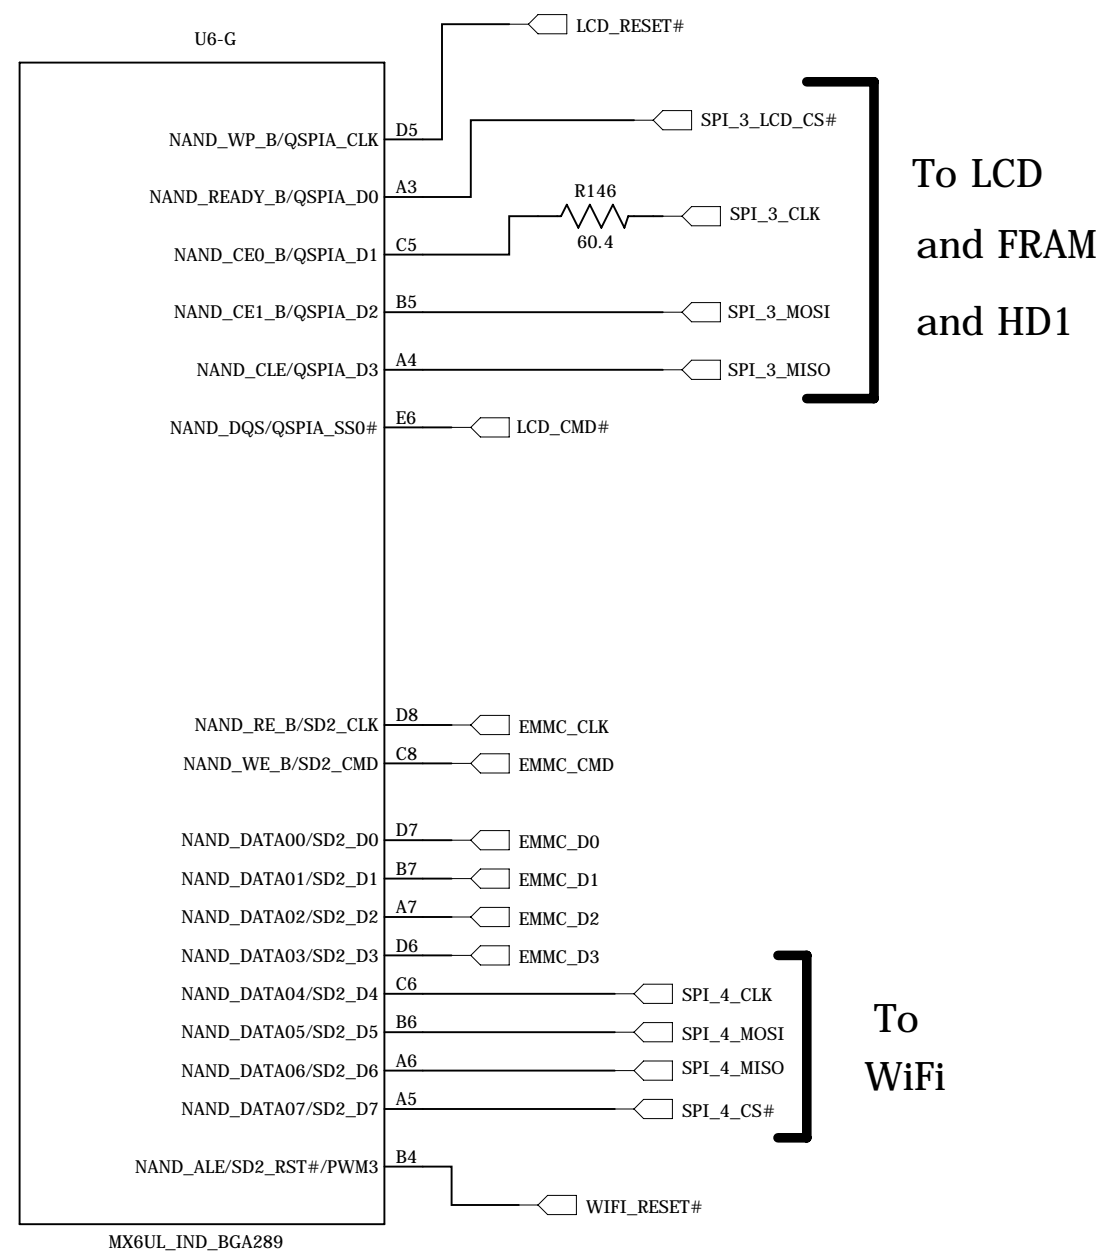 LCD_RESET#
U6-G
NAND_WP_B/QSPIA_CLK D5
SPI_3_LCD_CS#
NAND_READY_B/QSPIA_D0 A3
R146
60.4
SPI_3_CLK
NAND_CE0_B/QSPIA_D1 C5
NAND_CE1_B/QSPIA_D2 B5 SPI_3_MOSI
NAND_CLE/QSPIA_D3 A4 SPI_3_MISO
To LCD
and FRAM
and HD1
NAND_DQS/QSPIA_SS0# E6 LCD_CMD#
NAND_RE_B/SD2_CLK D8 EMMC_CLK
NAND_WE_B/SD2_CMD C8 EMMC_CMD
NAND_DATA00/SD2_D0 D7 EMMC_D0
NAND_DATA01/SD2_D1 B7 EMMC_D1
NAND_DATA02/SD2_D2 A7 EMMC_D2
NAND_DATA03/SD2_D3 D6 EMMC_D3
NAND_DATA04/SD2_D4 C6 SPI_4_CLK
NAND_DATA05/SD2_D5 B6 SPI_4_MOSI
NAND_DATA06/SD2_D6 A6 SPI_4_MISO
NAND_DATA07/SD2_D7 A5 SPI_4_CS#
To
WiFi
NAND_ALE/SD2_RST#/PWM3 B4
WIFI_RESET#
MX6UL_IND_BGA289